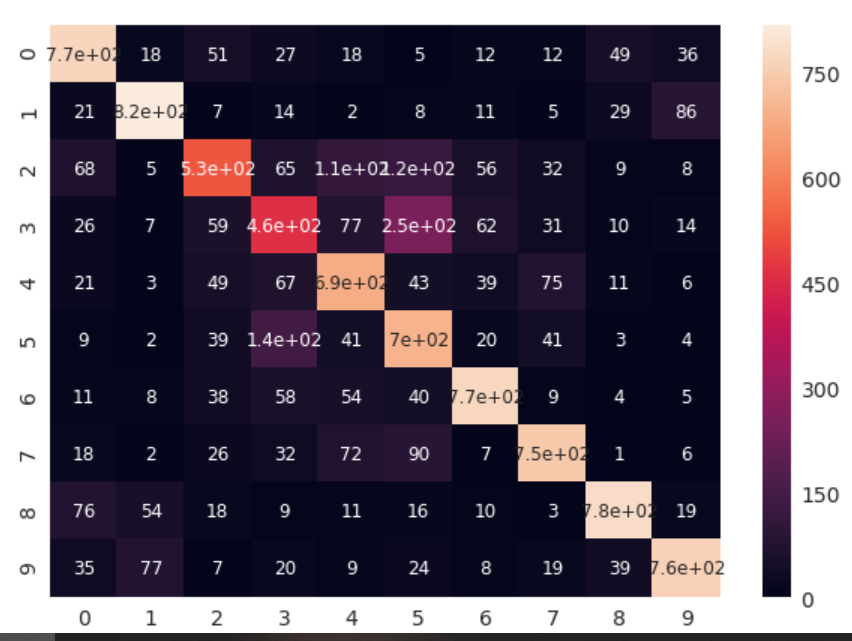 0 7.7e+02 18 51 27 18 5 12 12 49 36
1 21 8.2e+02 7 14 2 8 11 5 29 86
2 68 5 5.3e+02 65 1.1e+02 1.2e+02 56 32 9 8
3 26 7 59 4.6e+02 77 2.5e+02 62 31 10 14
4 21 3 49 67 6.9e+02 43 39 75 11 6
5 9 2 39 1.4e+02 41 7e+02 20 41 3 4
6 11 8 38 58 54 40 7.7e+02 9 4 5
7 18 2 26 32 72 90 7 7.5e+02 1 6
8 76 54 18 9 11 16 10 3 7.8e+02 19
9 35 77 7 20 9 24 8 19 39 7.6e+02
0 1 2 3 4 5 6 7 8 9
750
600
450
300
150
0